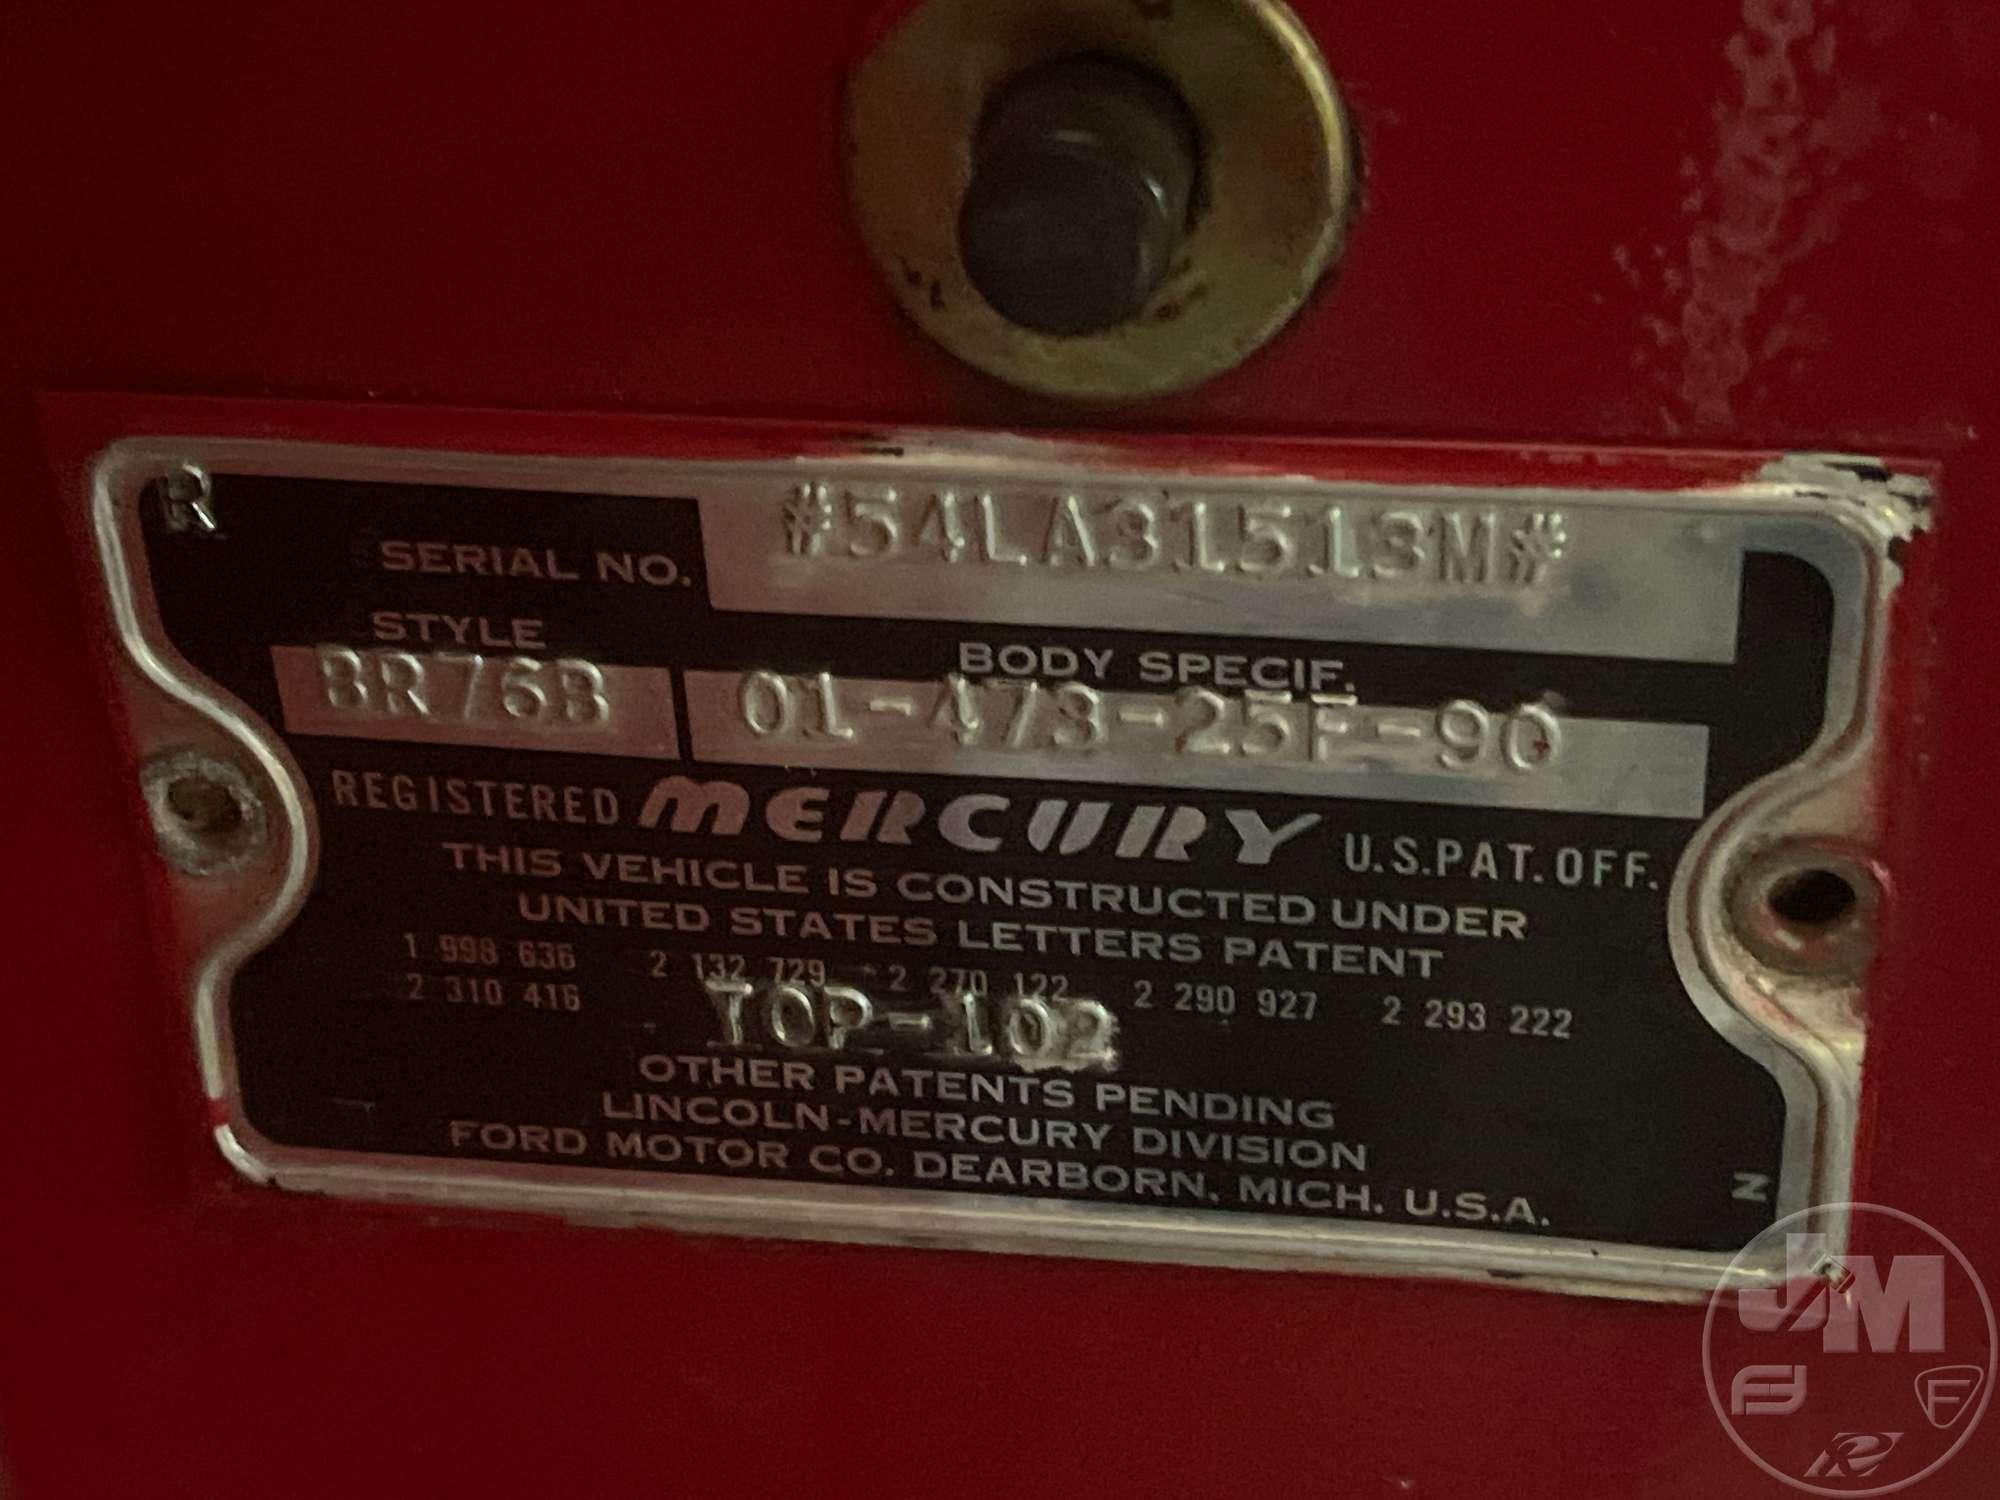 R
SERIAL NO. #54LA31513M#
STYLE BODY SPECIF.
BR76B 01-473-25F-90
REGISTERED MERCURY U.S.PAT.OFF.
THIS VEHICLE IS CONSTRUCTED UNDER
UNITED STATES LETTERS PATENT
1 998 636 2 132 729 2 270 122 2 290 927 2 293 222
2 310 416
TOP-102
OTHER PATENTS PENDING
LINCOLN-MERCURY DIVISION
FORD MOTOR CO. DEARBORN, MICH. U.S.A.
N
JM
F